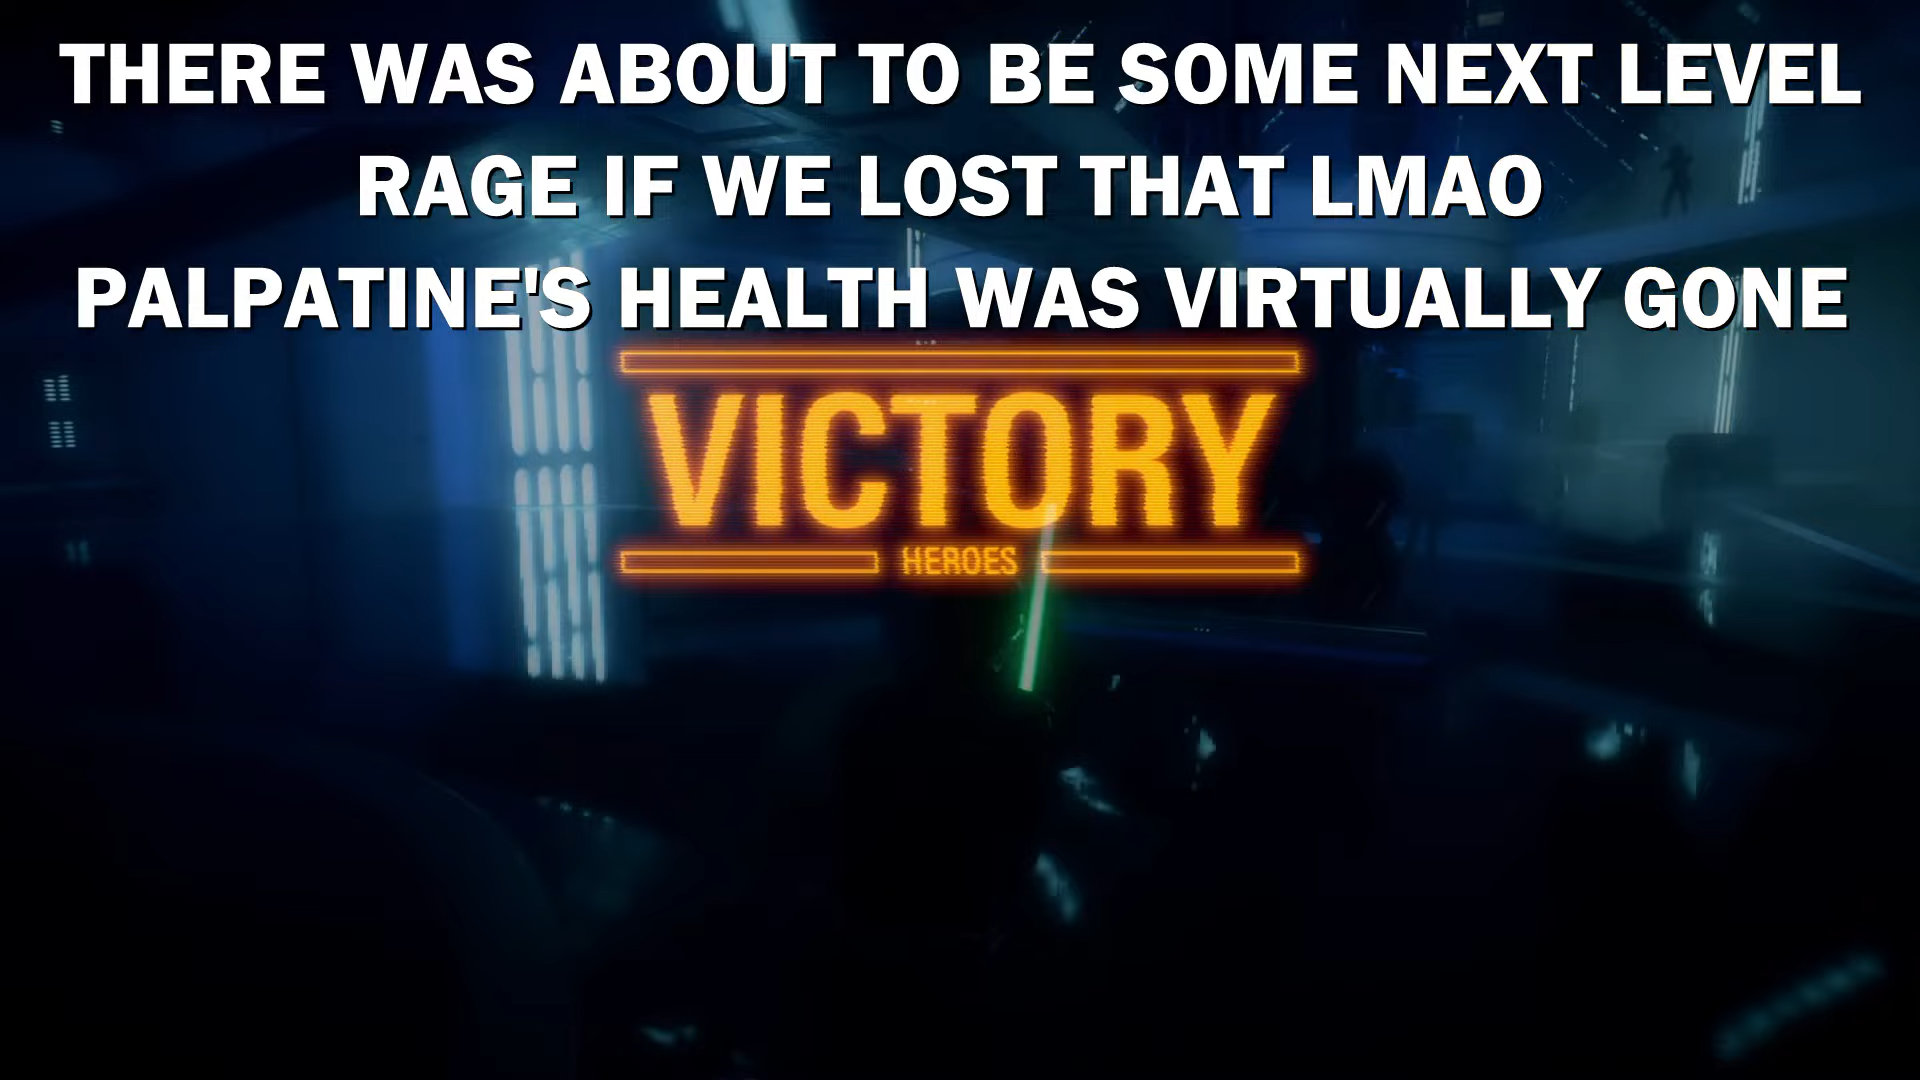 THERE WAS ABOUT TO BE SOME NEXT LEVEL
RAGE IF WE LOST THAT LMAO
PALPATINE'S HEALTH WAS VIRTUALLY GONE
VICTORY
HEROES